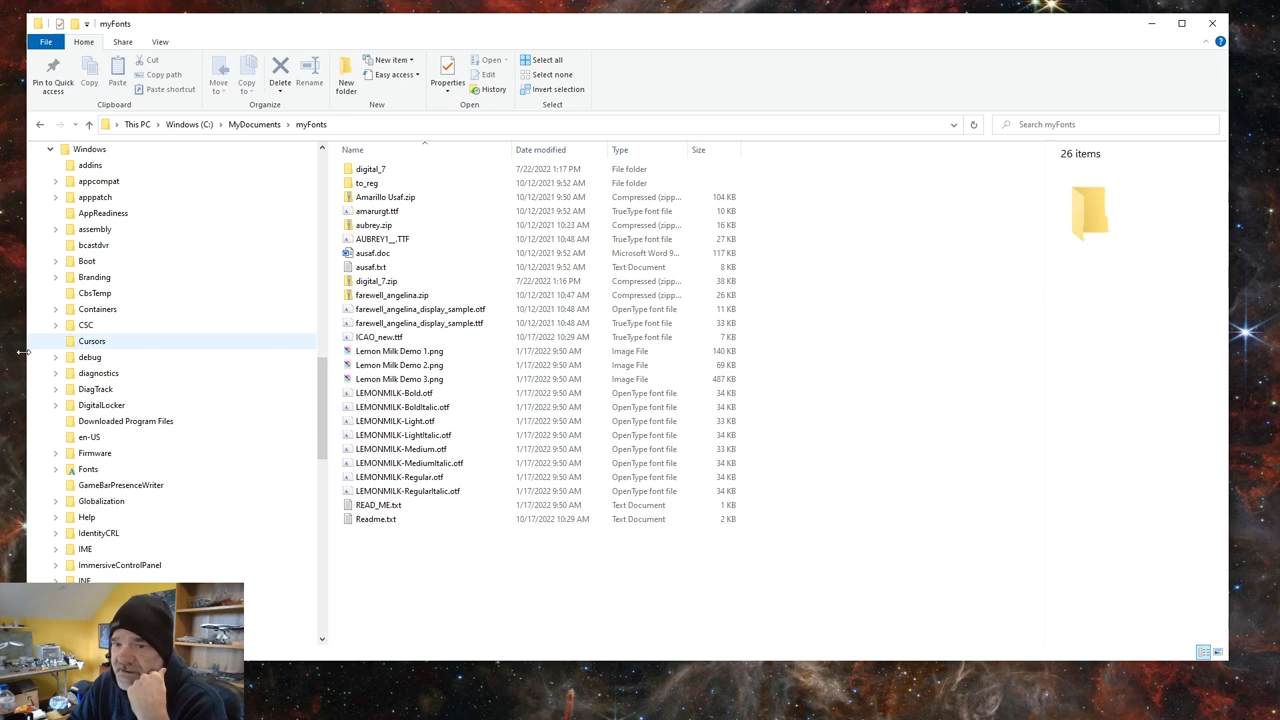 myFonts
File Home Share View
Pin to Quick access
Copy
Paste
Cut
Copy path
Paste shortcut
Clipboard
Move to
Copy to
Delete
Rename
Organize
New folder
New item
Easy access
New
Properties
Open
Edit
History
Open
Select all
Select none
Invert selection
Select
This PC > Windows (C:) > MyDocuments > myFonts
Search myFonts
Windows
addins
appcompat
apppatch
AppReadiness
assembly
bcastdvr
Boot
Branding
CbsTemp
Containers
CSC
Cursors
debug
diagnostics
DiagTrack
DigitalLocker
Downloaded Program Files
en-US
Firmware
Fonts
GameBarPresenceWriter
Globalization
Help
IdentityCRL
IME
ImmersiveControlPanel
INF
Name Date modified Type Size
digital_7 7/22/2022 1:17 PM File folder
to_reg 10/12/2021 9:52 AM File folder
Amarillo Usaf.zip 10/12/2021 9:50 AM Compressed (zipp... 104 KB
amarurgt.ttf 10/12/2021 9:52 AM TrueType font file 10 KB
aubrey.zip 10/12/2021 10:23 AM Compressed (zipp... 16 KB
AUBREY1__.TTF 10/12/2021 10:48 AM TrueType font file 27 KB
ausaf.doc 10/12/2021 9:52 AM Microsoft Word 9... 117 KB
ausaf.txt 10/12/2021 9:52 AM Text Document 8 KB
digital_7.zip 7/22/2022 1:16 PM Compressed (zipp... 38 KB
farewell_angelina.zip 10/12/2021 10:47 AM Compressed (zipp... 26 KB
farewell_angelina_display_sample.otf 10/12/2021 10:48 AM OpenType font file 11 KB
farewell_angelina_display_sample.ttf 10/12/2021 10:48 AM TrueType font file 33 KB
ICAO_new.ttf 10/17/2022 10:29 AM TrueType font file 7 KB
Lemon Milk Demo 1.png 1/17/2022 9:50 AM Image File 140 KB
Lemon Milk Demo 2.png 1/17/2022 9:50 AM Image File 69 KB
Lemon Milk Demo 3.png 1/17/2022 9:50 AM Image File 487 KB
LEMONMILK-Bold.otf 1/17/2022 9:50 AM OpenType font file 34 KB
LEMONMILK-BoldItalic.otf 1/17/2022 9:50 AM OpenType font file 34 KB
LEMONMILK-Light.otf 1/17/2022 9:50 AM OpenType font file 33 KB
LEMONMILK-LightItalic.otf 1/17/2022 9:50 AM OpenType font file 34 KB
LEMONMILK-Medium.otf 1/17/2022 9:50 AM OpenType font file 33 KB
LEMONMILK-MediumItalic.otf 1/17/2022 9:50 AM OpenType font file 34 KB
LEMONMILK-Regular.otf 1/17/2022 9:50 AM OpenType font file 34 KB
LEMONMILK-RegularItalic.otf 1/17/2022 9:50 AM OpenType font file 34 KB
READ_ME.txt 1/17/2022 9:50 AM Text Document 1 KB
Readme.txt 10/17/2022 10:29 AM Text Document 2 KB
26 items